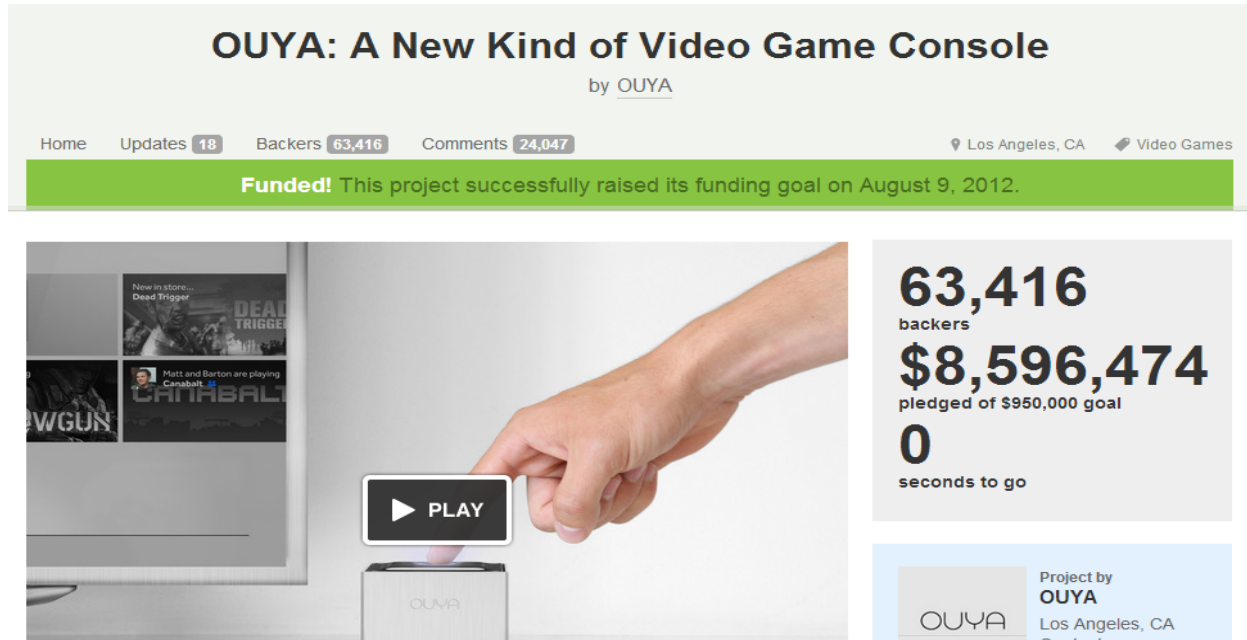 OUYA: A New Kind of Video Game Console
by OUYA
Home Updates 18 Backers 63,416 Comments 24,047 Los Angeles, CA Video Games
Funded! This project successfully raised its funding goal on August 9, 2012.
New in store...
Dead Trigger
DEAD
TRIGGER
Matt and Barton are playing
Canabalt
CANABALT
WGUN
PLAY
OUYA
63,416
backers
$8,596,474
pledged of $950,000 goal
0
seconds to go
OUYA
Project by
OUYA
Los Angeles, CA